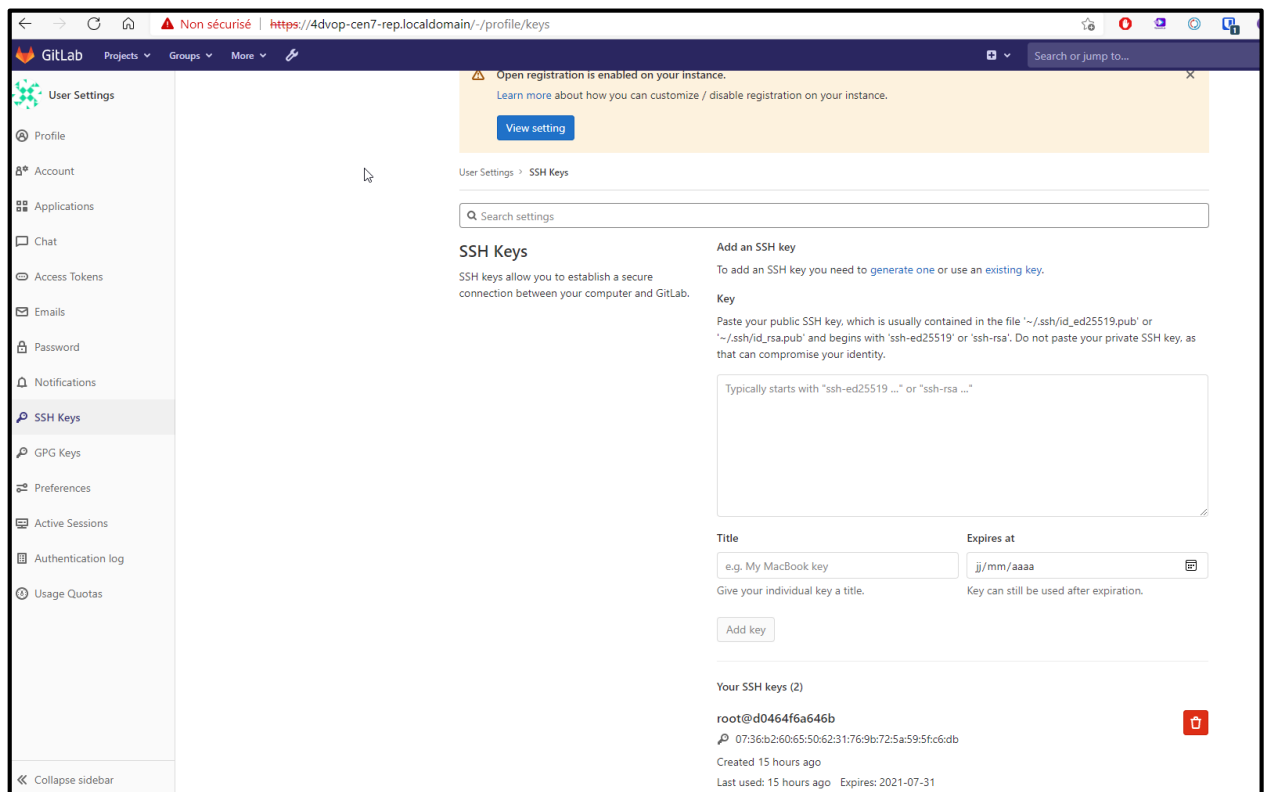 Non sécurisé | https://4dvop-cen7-rep.localdomain/-/profile/keys
1
GitLab Projects Groups More Search or jump to...
Open registration is enabled on your instance.
Learn more about how you can customize / disable registration on your instance.
View setting
User Settings
Profile
Account
Applications
Chat
Access Tokens
Emails
Password
Notifications
SSH Keys
GPG Keys
Preferences
Active Sessions
Authentication log
Usage Quotas
Collapse sidebar
User Settings > SSH Keys
Search settings
SSH Keys
SSH keys allow you to establish a secure
connection between your computer and GitLab.
Add an SSH key
To add an SSH key you need to generate one or use an existing key.
Key
Paste your public SSH key, which is usually contained in the file '~/.ssh/id_ed25519.pub' or
'~/.ssh/id_rsa.pub' and begins with 'ssh-ed25519' or 'ssh-rsa'. Do not paste your private SSH key, as
that can compromise your identity.
Typically starts with "ssh-ed25519 ..." or "ssh-rsa ..."
Title Expires at
e.g. My MacBook key jj/mm/aaaa
Give your individual key a title. Key can still be used after expiration.
Add key
Your SSH keys (2)
root@d0464f6a646b
07:36:b2:60:65:50:62:31:76:9b:72:5a:59:5f:c6:db
Created 15 hours ago
Last used: 15 hours ago Expires: 2021-07-31